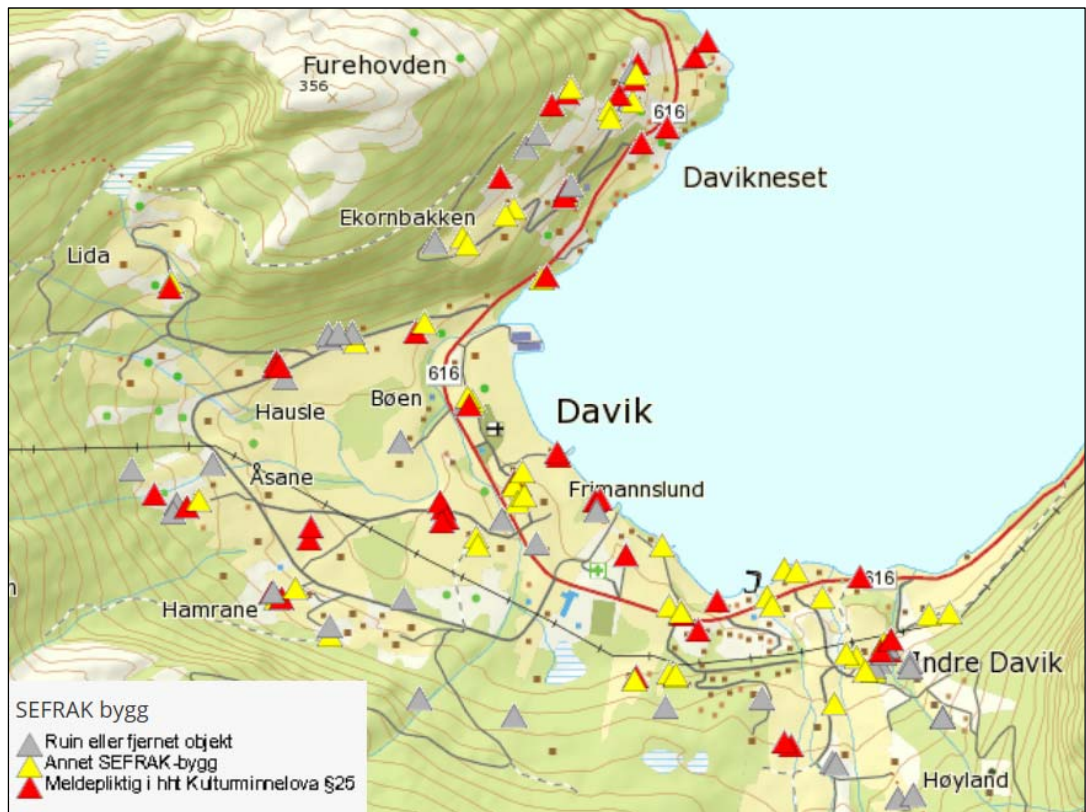 Furehovden
356
616
Davikneset
Ekornbakken
Lida
616
Bøen
Hausle
Davik
Åsane
Frimannslund
616
Hamrane
Indre Davik
Høyland
SEFRAK bygg
Ruin eller fjernet objekt
Annet SEFRAK-bygg
Meldepliktig i hht Kulturminnelova §25